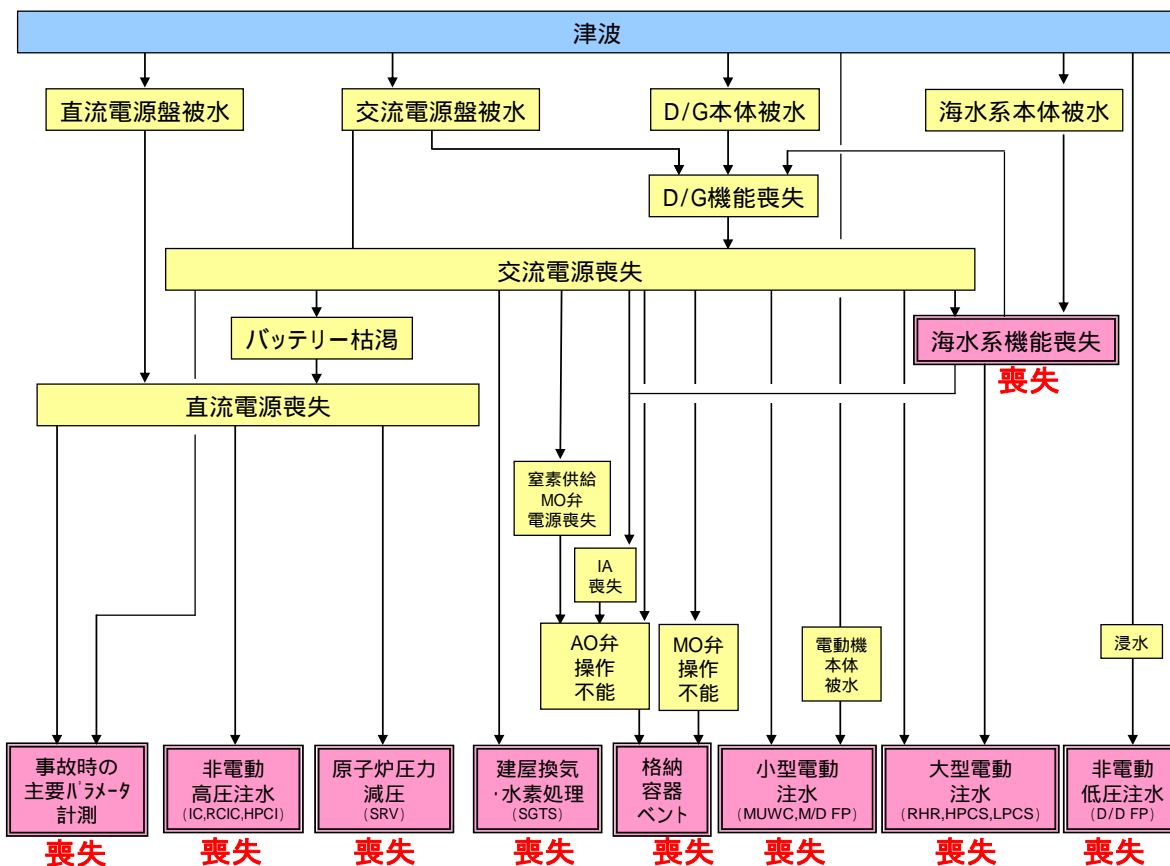 津波
直流電源盤被水
交流電源盤被水
D/G本体被水
海水系本体被水
D/G機能喪失
交流電源喪失
バッテリー枯渇
海水系機能喪失
喪失
直流電源喪失
窒素供給
MO弁
電源喪失
IA
喪失
AO弁
操作
不能
MO弁
操作
不能
電動機
本体
被水
浸水
事故時の
主要パラメータ
計測
喪失
非電動
高圧注水
(IC,RCIC,HPCI)
喪失
原子炉圧力
減圧
(SRV)
喪失
建屋換気
・水素処理
(SGTS)
喪失
格納
容器
ベント
喪失
小型電動
注水
(MUWC,M/D FP)
喪失
大型電動
注水
(RHR,HPCS,LPCS)
喪失
非電動
低圧注水
(D/D FP)
喪失